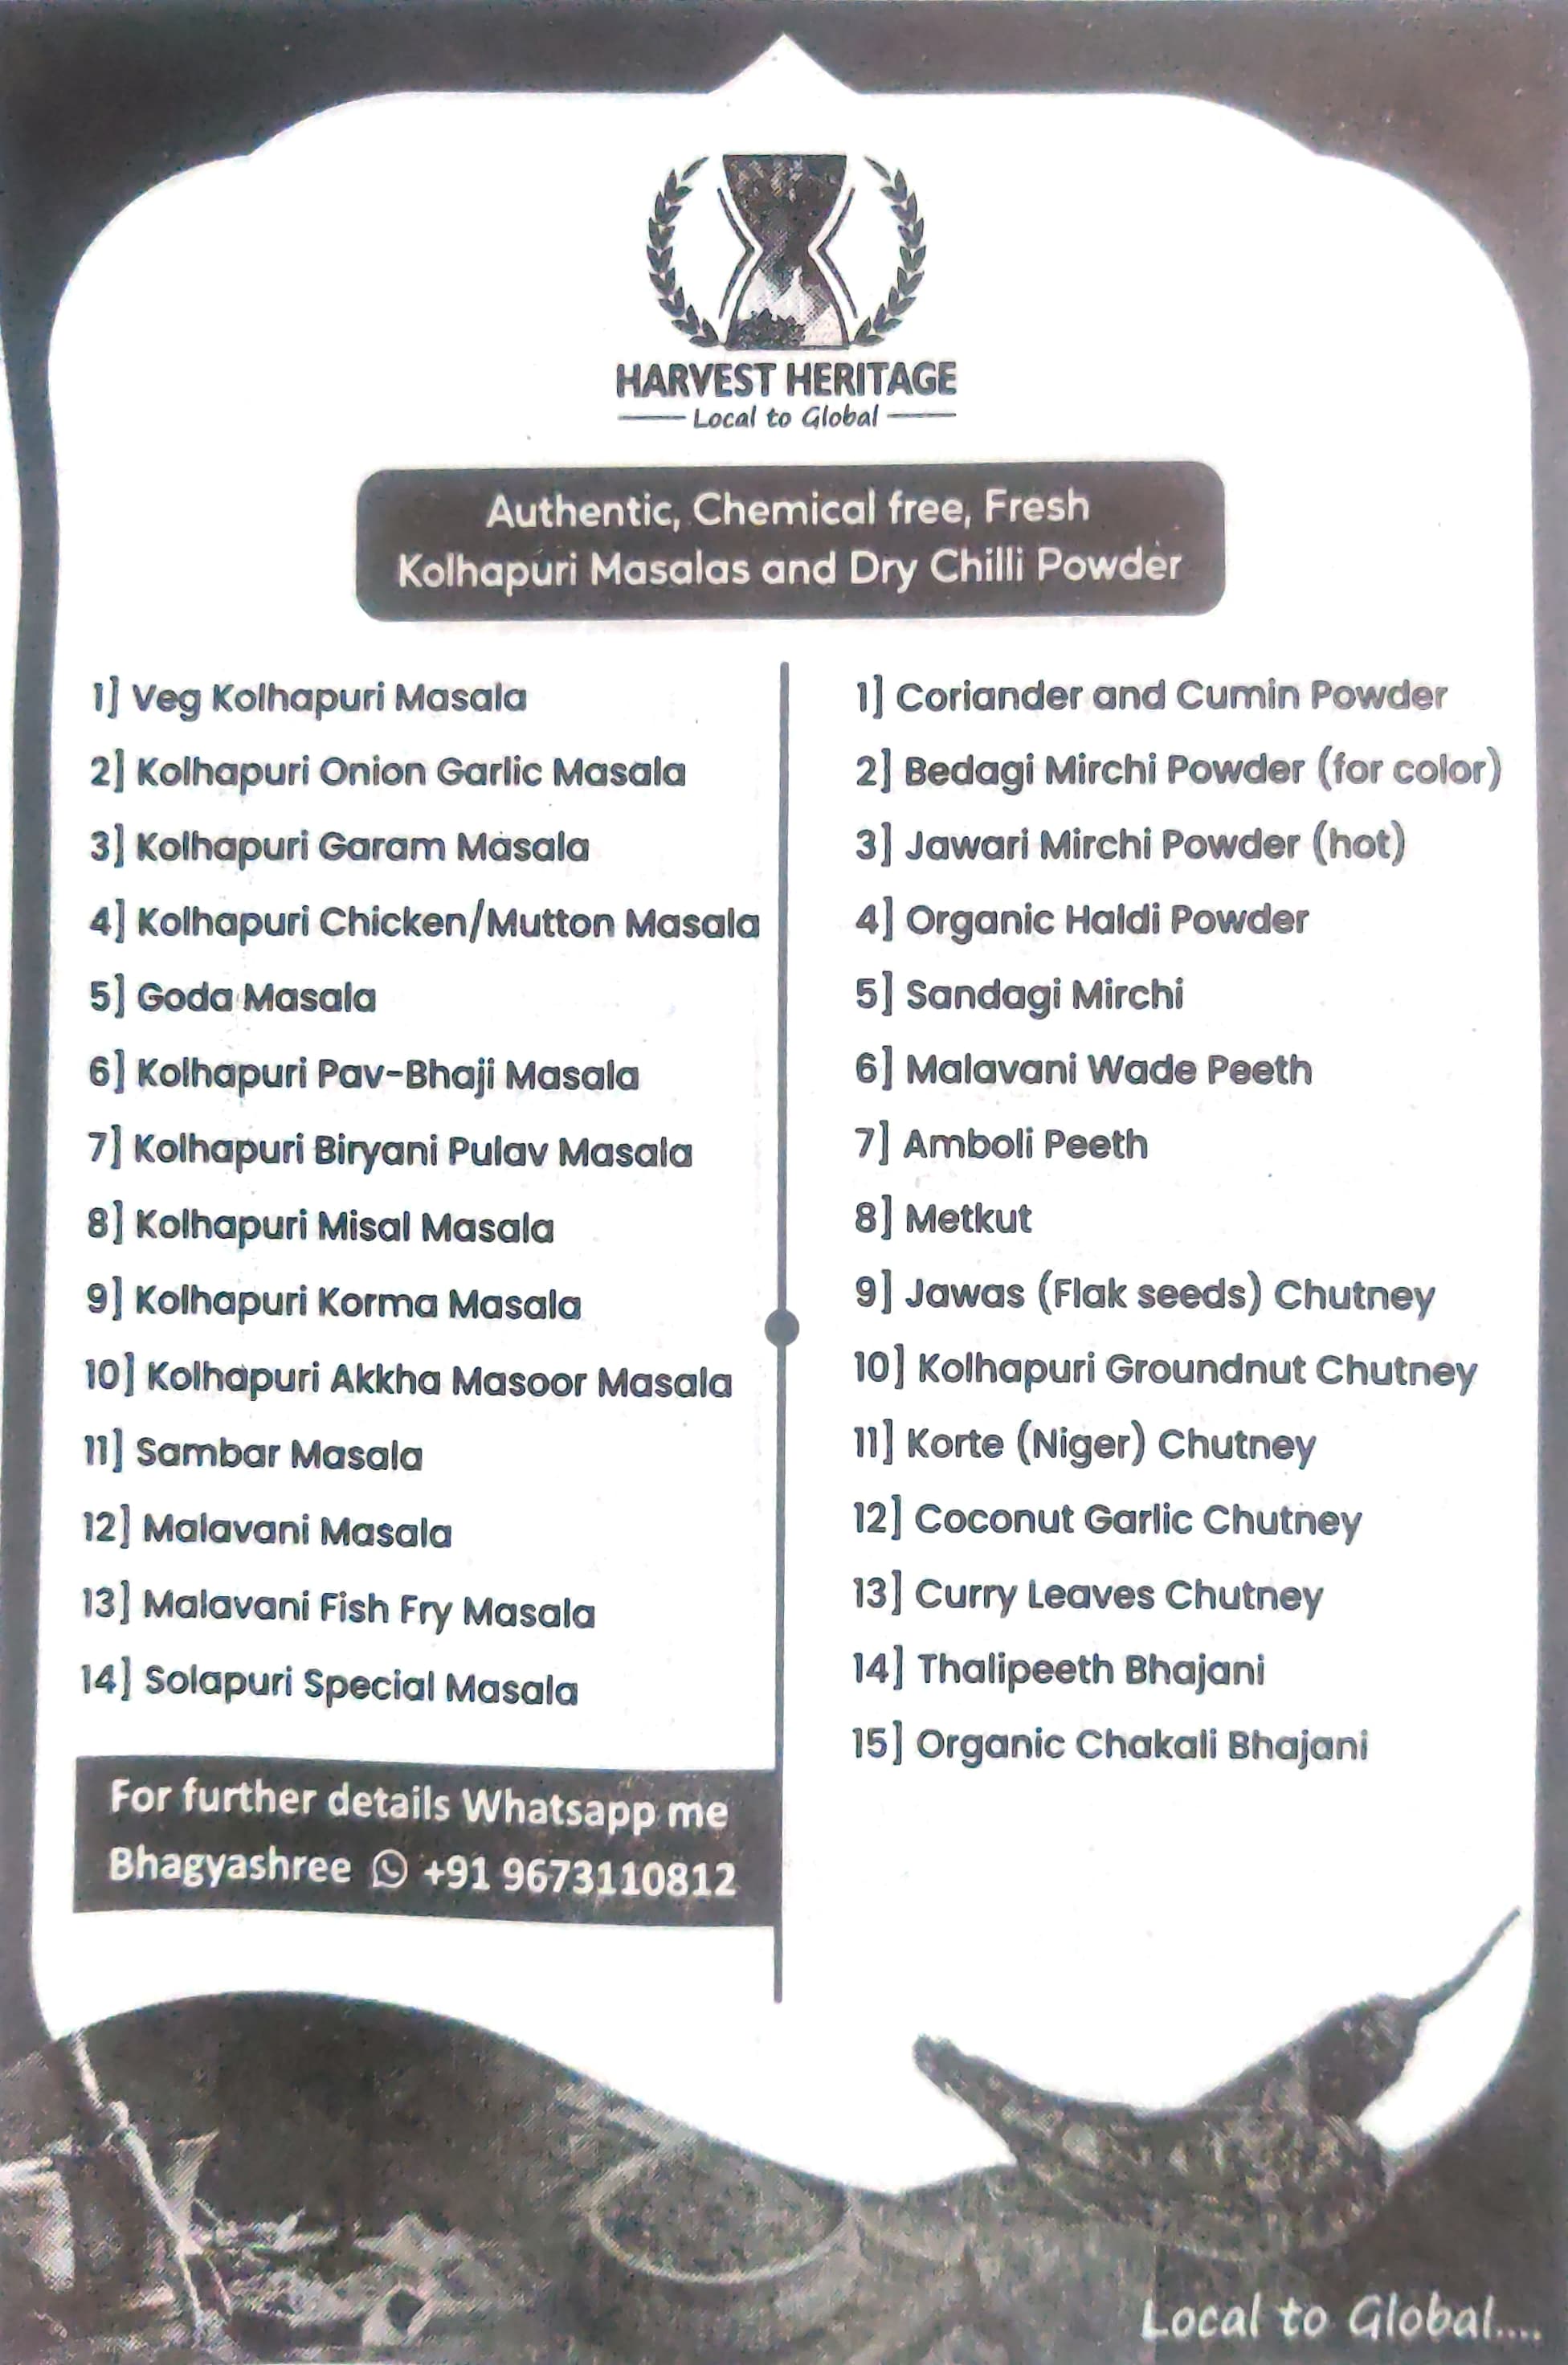 HARVEST HERITAGE
Local to Global
Authentic, Chemical free, Fresh
Kolhapuri Masalas and Dry Chilli Powder
1] Veg Kolhapuri Masala
2] Kolhapuri Onion Garlic Masala
3] Kolhapuri Garam Masala
4] Kolhapuri Chicken/Mutton Masala
5] Goda Masala
6] Kolhapuri Pav-Bhaji Masala
7] Kolhapuri Biryani Pulav Masala
8] Kolhapuri Misal Masala
9] Kolhapuri Korma Masala
10] Kolhapuri Akkha Masoor Masala
11] Sambar Masala
12] Malavani Masala
13] Malavani Fish Fry Masala
14] Solapuri Special Masala
For further details Whatsapp me
Bhagyashree +91 9673110812
1] Coriander and Cumin Powder
2] Bedagi Mirchi Powder (for color)
3] Jawari Mirchi Powder (hot)
4] Organic Haldi Powder
5] Sandagi Mirchi
6] Malavani Wade Peeth
7] Amboli Peeth
8] Metkut
9] Jawas (Flak seeds) Chutney
10] Kolhapuri Groundnut Chutney
11] Korte (Niger) Chutney
12] Coconut Garlic Chutney
13] Curry Leaves Chutney
14] Thalipeeth Bhajani
15] Organic Chakali Bhajani
Local to Global....